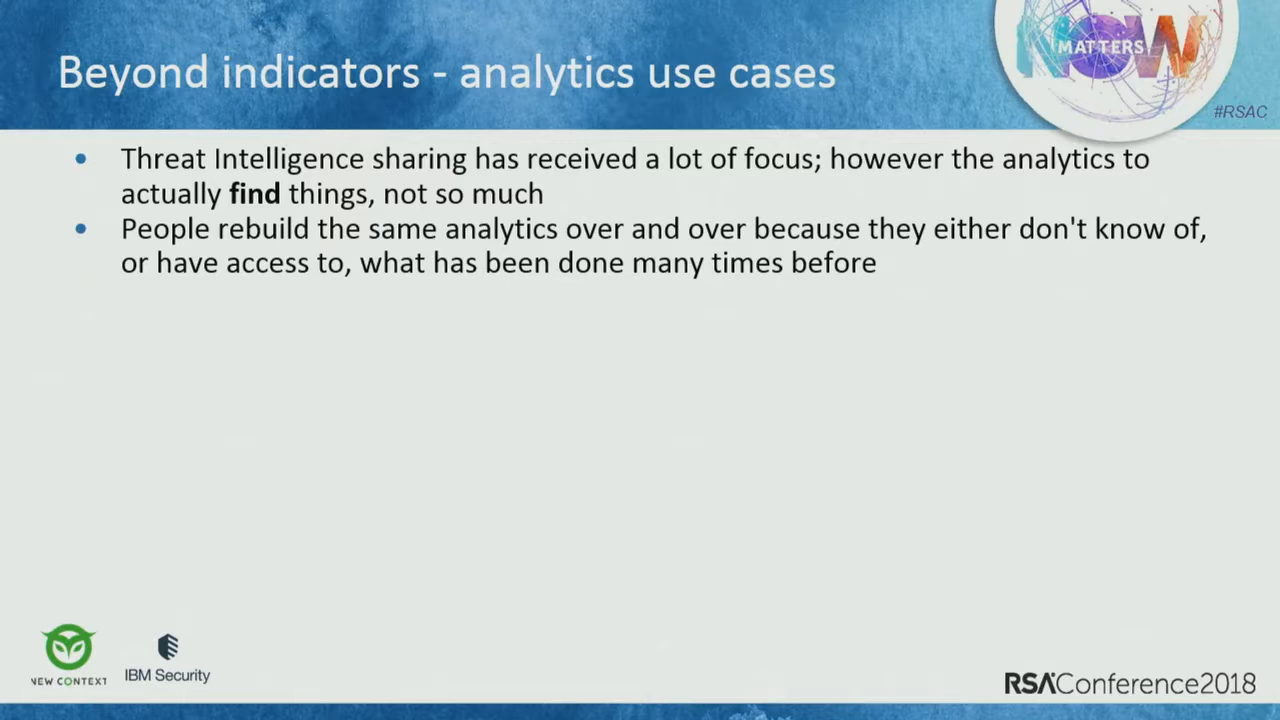 Beyond indicators - analytics use cases
NOW
MATTERS
#RSAC
• Threat Intelligence sharing has received a lot of focus; however the analytics to
actually find things, not so much
• People rebuild the same analytics over and over because they either don't know of,
or have access to, what has been done many times before
NEW CONTEXT
IBM Security
RSAConference2018